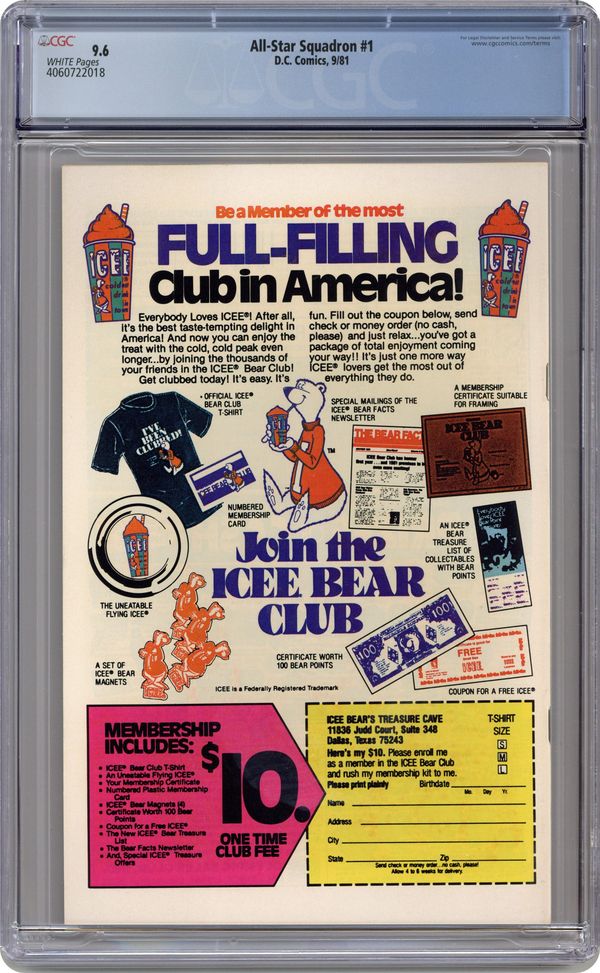 CGC
9.6
WHITE Pages
4060722018
All-Star Squadron #1
D.C. Comics, 9/81
For Legal Disclaimer and Service Terms please visit:
www.cgccomics.com/terms
CGC
Be a Member of the most
FULL-FILLING
Club in America!
ICEE
ICEE
Everybody Loves ICEE®! After all,
it's the best taste-tempting delight in
America! And now you can enjoy the
treat with the cold, cold peak even
longer...by joining the thousands of
your friends in the ICEE® Bear Club!
Get clubbed today! It's easy. It's
fun. Fill out the coupon below, send
check or money order (no cash,
please) and just relax...you've got a
package of total enjoyment coming
your way!! It's just one more way
ICEE® lovers get the most out of
everything they do.
• OFFICIAL ICEE®
BEAR CLUB
T-SHIRT
I'VE
BEEN
CLUBBED!
SPECIAL MAILINGS OF THE
ICEE® BEAR FACTS
NEWSLETTER
A MEMBERSHIP
CERTIFICATE SUITABLE
FOR FRAMING
THE BEAR FAC
ICEE BEAR
CLUB
TM
ICEE BEAR CLUB
NUMBERED
MEMBERSHIP
CARD
ICEE
THE UNEATABLE
FLYING ICEE®
AN ICEE®
BEAR
TREASURE
LIST OF
COLLECTABLES
WITH BEAR
POINTS
Join the
ICEE BEAR
CLUB
A SET OF
ICEE® BEAR
MAGNETS
CERTIFICATE WORTH
100 BEAR POINTS
100
100
FREE
ICEE
ICEE is a Federally Registered Trademark
COUPON FOR A FREE ICEE®
MEMBERSHIP
INCLUDES:
• ICEE® Bear Club T-Shirt
• An Uneatable Flying ICEE®
• Your Membership Certificate
• Numbered Plastic Membership
Card
• ICEE® Bear Magnets (4)
• Certificate Worth 100 Bear
Points
• Coupon for a Free ICEE®
• The New ICEE® Bear Treasure
List
• The Bear Facts Newsletter
• And, Special ICEE® Treasure
Offers
$10.
ONE TIME
CLUB FEE
ICEE BEAR'S TREASURE CAVE
11836 Judd Court, Suite 348
Dallas, Texas 75243
Here's my $10. Please enroll me
as a member in the ICEE Bear Club
and rush my membership kit to me.
T-SHIRT
SIZE
S
M
L
Please print plainly Birthdate
Mo. Day Yr.
Name
Address
City
State Zip
Send check or money order...no cash, please!
Allow 4 to 6 weeks for delivery.